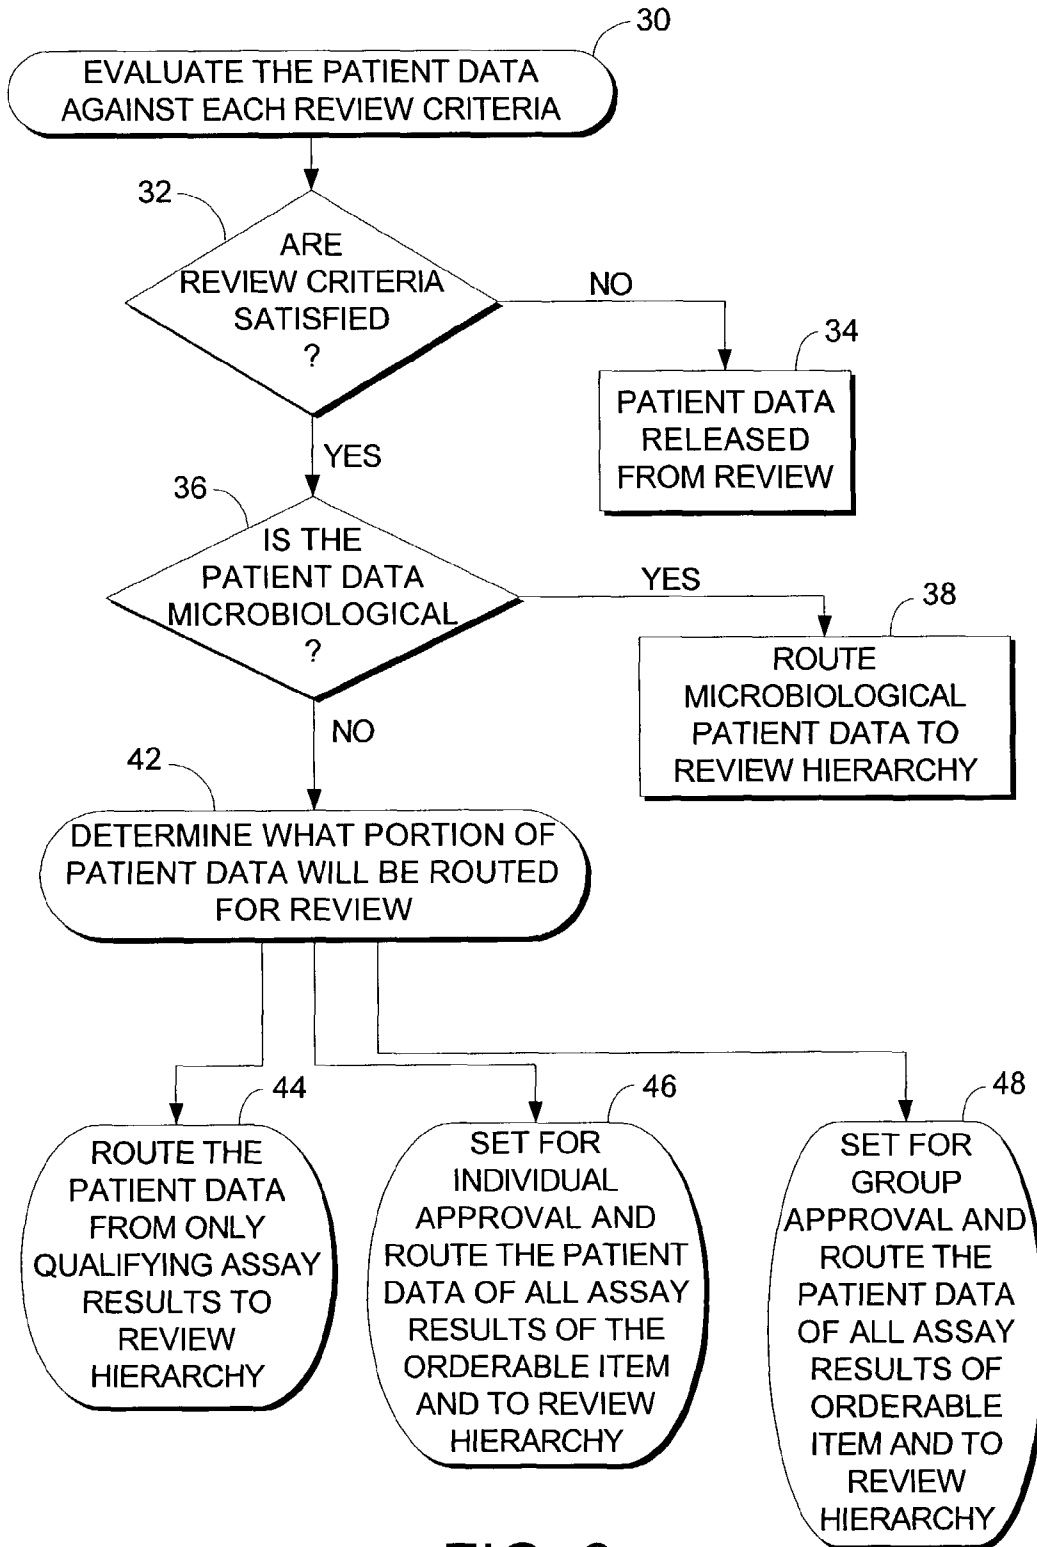 30
EVALUATE THE PATIENT DATA
AGAINST EACH REVIEW CRITERIA
32
ARE
REVIEW CRITERIA
SATISFIED
?
NO
34
PATIENT DATA
RELEASED
FROM REVIEW
YES
36
IS THE
PATIENT DATA
MICROBIOLOGICAL
?
YES
38
ROUTE
MICROBIOLOGICAL
PATIENT DATA TO
REVIEW HIERARCHY
NO
42
DETERMINE WHAT PORTION OF
PATIENT DATA WILL BE ROUTED
FOR REVIEW
44
ROUTE THE
PATIENT DATA
FROM ONLY
QUALIFYING ASSAY
RESULTS TO
REVIEW
HIERARCHY
46
SET FOR
INDIVIDUAL
APPROVAL AND
ROUTE THE PATIENT
DATA OF ALL ASSAY
RESULTS OF THE
ORDERABLE ITEM
AND TO REVIEW
HIERARCHY
48
SET FOR
GROUP
APPROVAL AND
ROUTE THE
PATIENT DATA
OF ALL ASSAY
RESULTS OF
ORDERABLE
ITEM AND TO
REVIEW
HIERARCHY